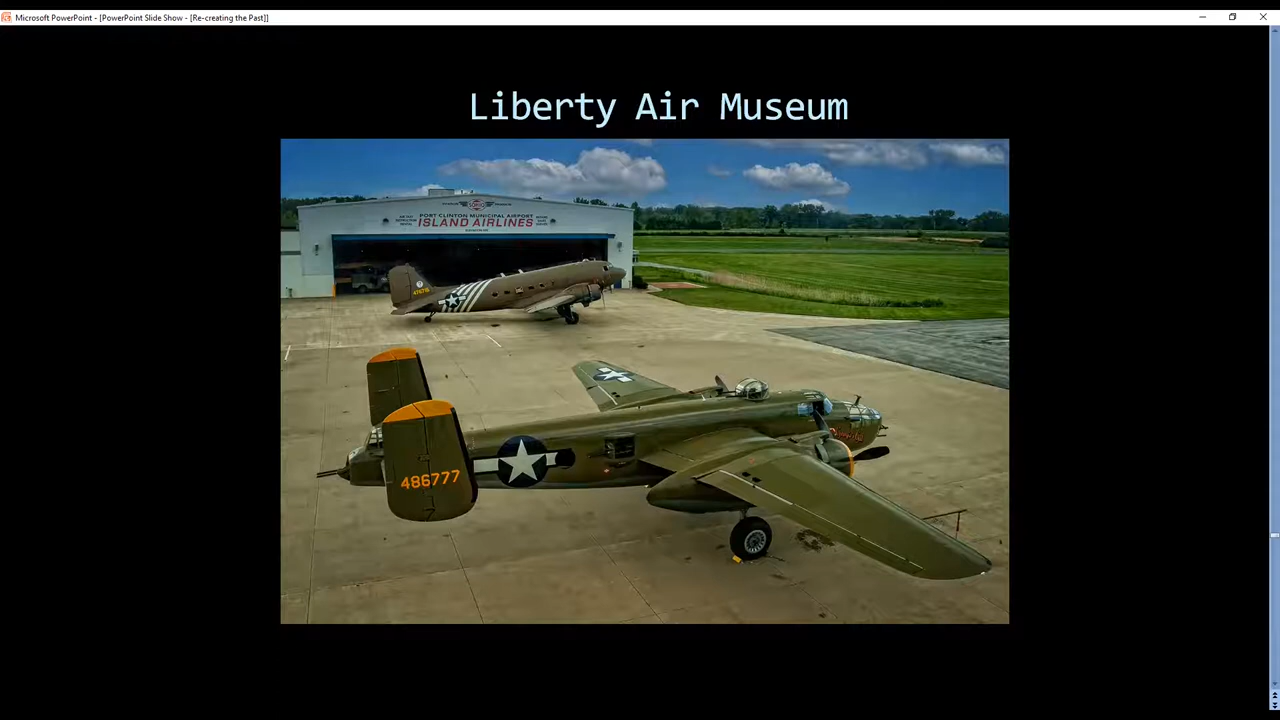 Microsoft PowerPoint - [PowerPoint Slide Show - [Re-creating the Past]]
Liberty Air Museum
SOHIO
PORT CLINTON MUNICIPAL AIRPORT
ISLAND AIRLINES
486777